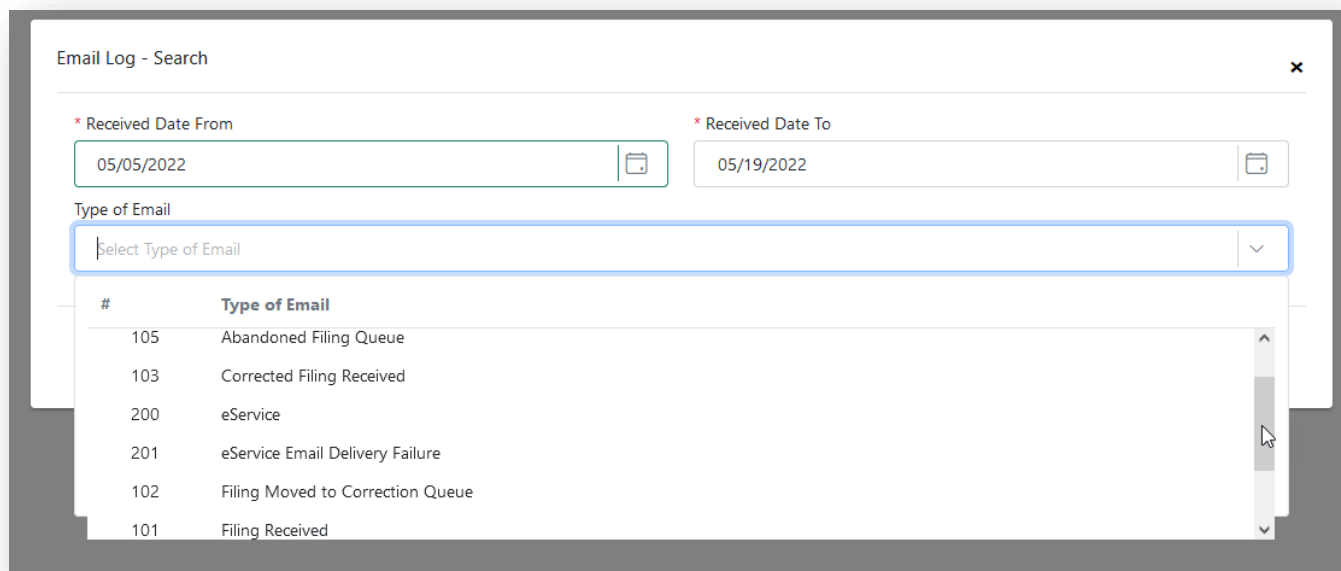 Email Log - Search
* Received Date From * Received Date To
05/05/2022 05/19/2022
Type of Email
Select Type of Email
# Type of Email
105 Abandoned Filing Queue
103 Corrected Filing Received
200 eService
201 eService Email Delivery Failure
102 Filing Moved to Correction Queue
101 Filing Received